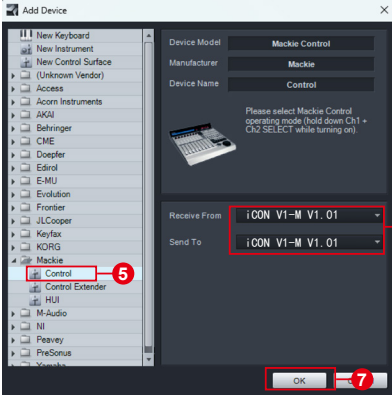 Add Device
New Keyboard
New Instrument
New Control Surface
(Unknown Vendor)
Access
Acorn Instruments
AKAI
Behringer
CME
Doepfer
Edirol
E-MU
Evolution
Frontier
JLCooper
Keyfax
KORG
Mackie
Control
5
Control Extender
HUI
M-Audio
NI
Peavey
PreSonus
Yamaha
Device Model
Mackie Control
Manufacturer
Mackie
Device Name
Control
Please select Mackie Control
operating mode (hold down Ch1 +
Ch2 SELECT while turning on).
Receive From
iCON V1-M V1.01
Send To
iCON V1-M V1.01
OK
7